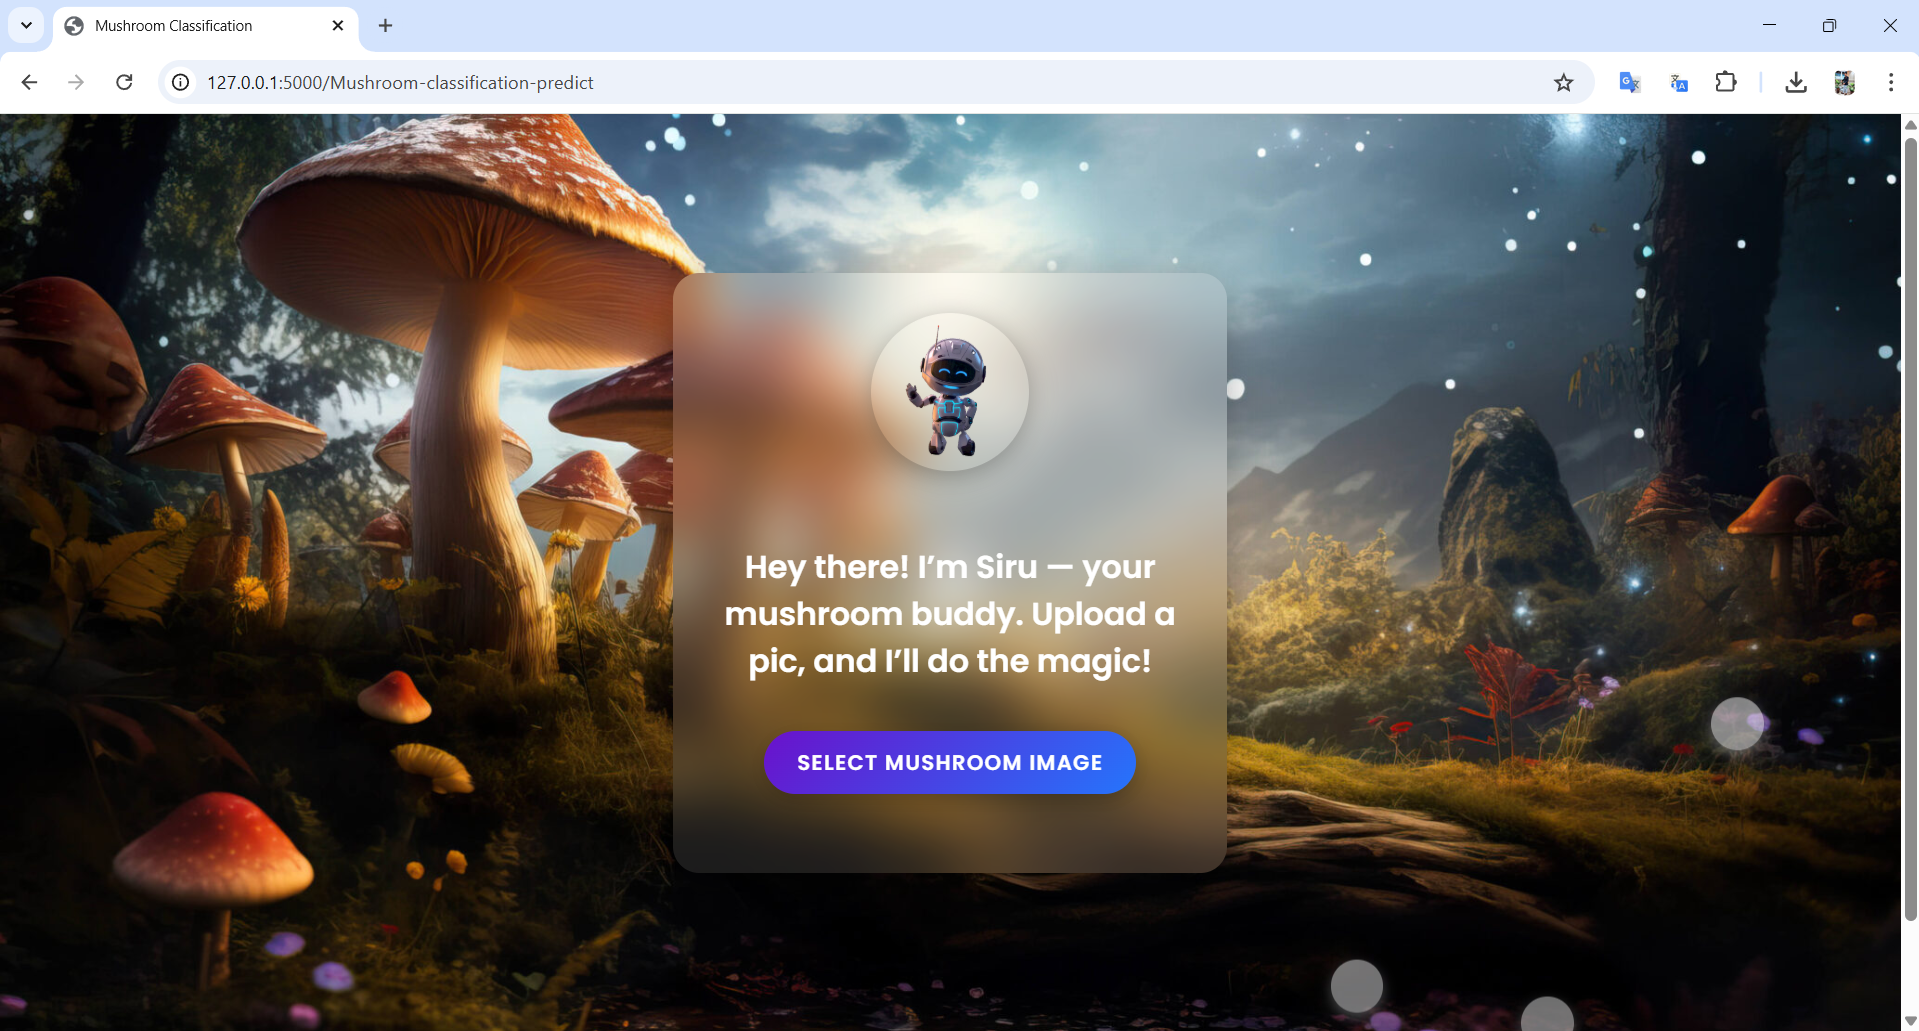 Mushroom Classification
127.0.0.1:5000/Mushroom-classification-predict
Hey there! I’m Siru — your
mushroom buddy. Upload a
pic, and I’ll do the magic!
SELECT MUSHROOM IMAGE